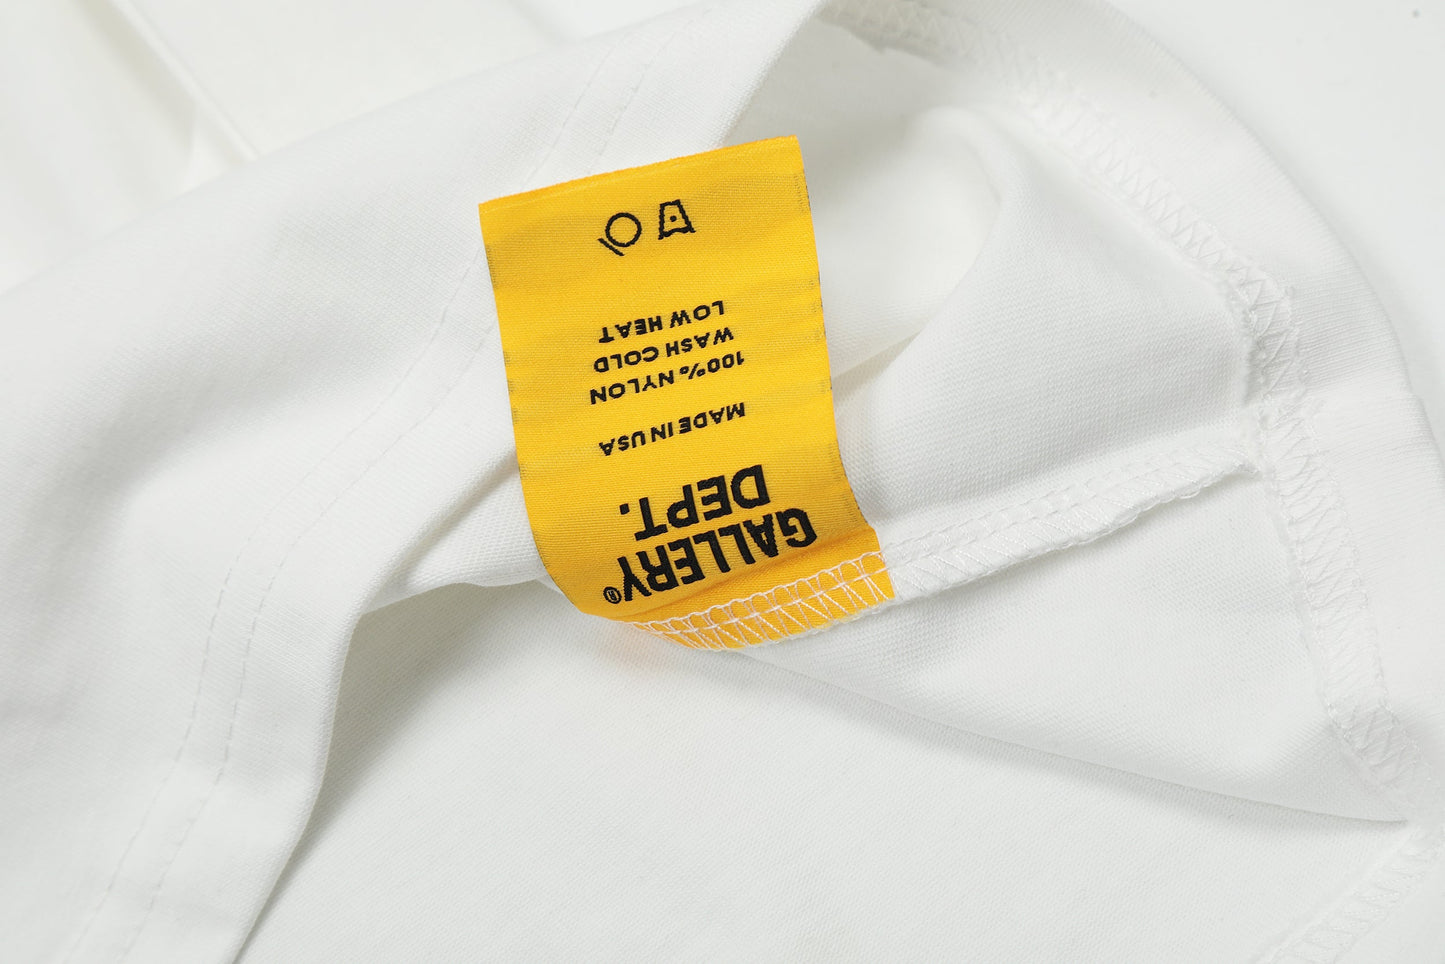 GALLERY®
DEPT.
MADE IN USA
100% NYLON
WASH COLD
LOW HEAT